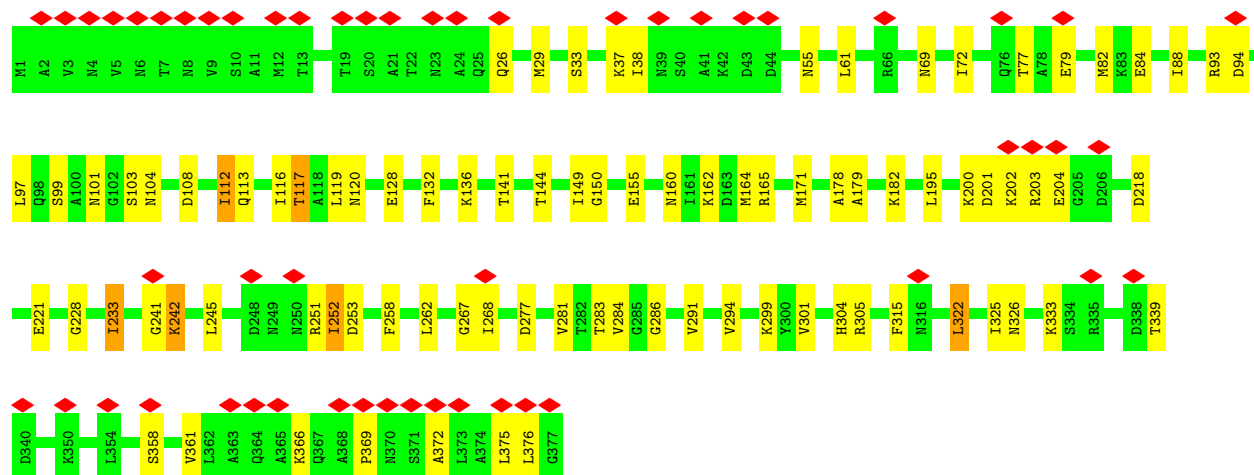 M1 A2 V3 N4 V5 N6 T7 N8 V9 S10 A11 M12 T13 T19 S20 A21 T22 N23 A24 Q25 Q26 M29 S33 K37 I38 N39 S40 A41 K42 D43 D44 N55 L61 R66 N69 I72 Q76 T77 A78 E79 M82 K83 E84 I88 R93 D94
L97 Q98 S99 A100 N101 G102 S103 N104 D108 I112 Q113 I116 T117 A118 L119 N120 E128 F132 K136 T141 T144 I149 G150 E155 N160 I161 K162 D163 M164 R165 M171 A178 A179 K182 L195 K200 D201 K202 R203 E204 G205 D206 D218
E221 G228 I233 G241 K242 L245 D248 N249 N250 R251 I252 D253 F258 L262 G267 I268 D277 V281 T282 T283 V284 G285 G286 V291 V294 K299 Y300 V301 H304 R305 F315 N316 L322 I325 N326 K333 S334 R335 D338 T339
D340 K350 L354 S358 V361 L362 A363 Q364 A365 K366 Q367 A368 P369 N370 S371 A372 L373 A374 L375 L376 G377